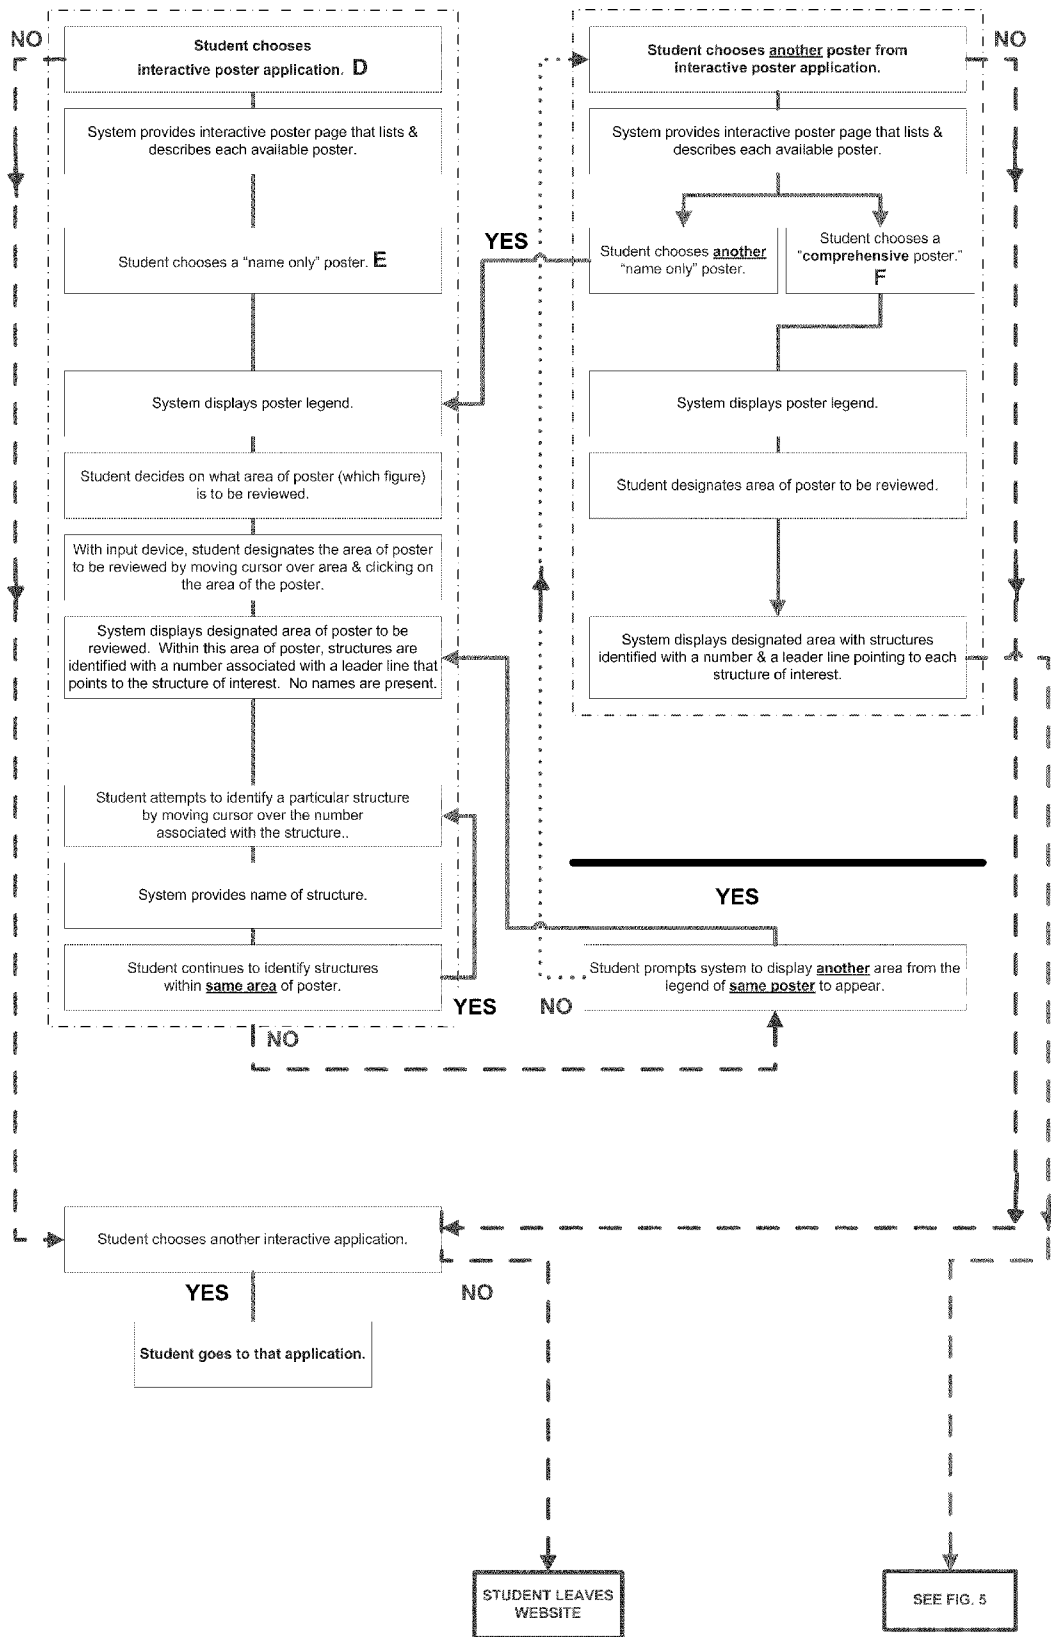 NO
Student chooses
interactive poster application. D
System provides interactive poster page that lists &
describes each available poster.
Student chooses a “name only” poster. E
System displays poster legend.
Student decides on what area of poster (which figure)
is to be reviewed.
With input device, student designates the area of poster
to be reviewed by moving cursor over area & clicking on
the area of the poster.
System displays designated area of poster to be
reviewed. Within this area of poster, structures are
identified with a number associated with a leader line that
points to the structure of interest. No names are present.
Student attempts to identify a particular structure
by moving cursor over the number
associated with the structure..
System provides name of structure.
Student continues to identify structures
within same area of poster.
YES
NO
Student chooses another poster from
interactive poster application.
NO
System provides interactive poster page that lists &
describes each available poster.
YES
Student chooses another
“name only” poster.
Student chooses a
“comprehensive poster.”
F
System displays poster legend.
Student designates area of poster to be reviewed.
System displays designated area with structures
identified with a number & a leader line pointing to each
structure of interest.
YES
Student prompts system to display another area from the
legend of same poster to appear.
NO
Student chooses another interactive application.
YES
NO
Student goes to that application.
STUDENT LEAVES
WEBSITE
SEE FIG. 5